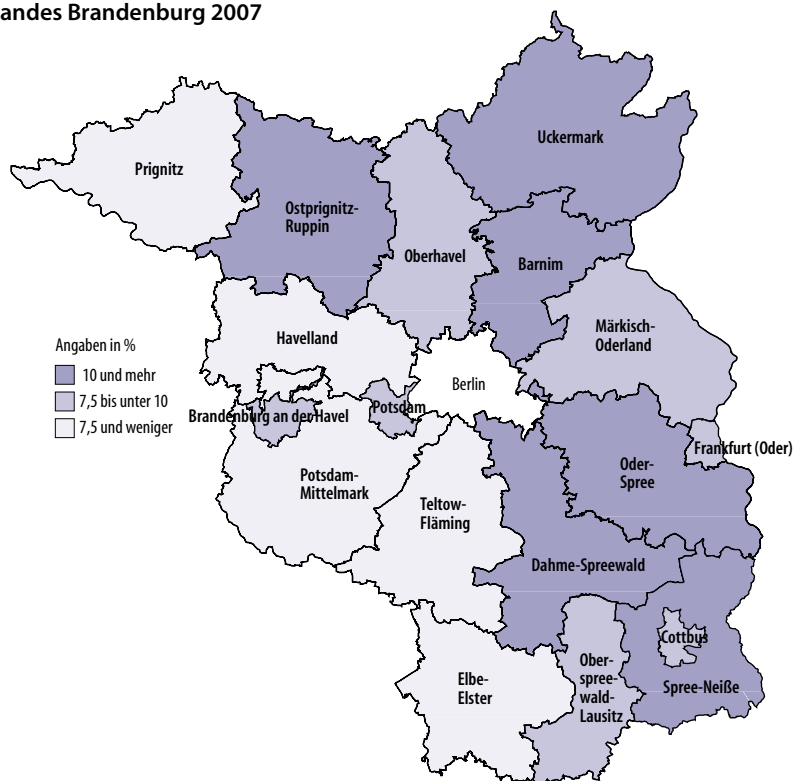 andes Brandenburg 2007
Uckermark
Prignitz
Ostprignitz-
Ruppin
Oberhavel
Barnim
Havelland
Märkisch-
Oderland
Angaben in %
10 und mehr
7,5 bis unter 10
7,5 und weniger
Berlin
Brandenburg an der Havel
Potsdam
Frankfurt (Oder)
Potsdam-
Mittelmark
Oder-
Spree
Teltow-
Fläming
Dahme-Spreewald
Cottbus
Elbe-
Elster
Ober-
spree-
wald-
Lausitz
Spree-Neiße